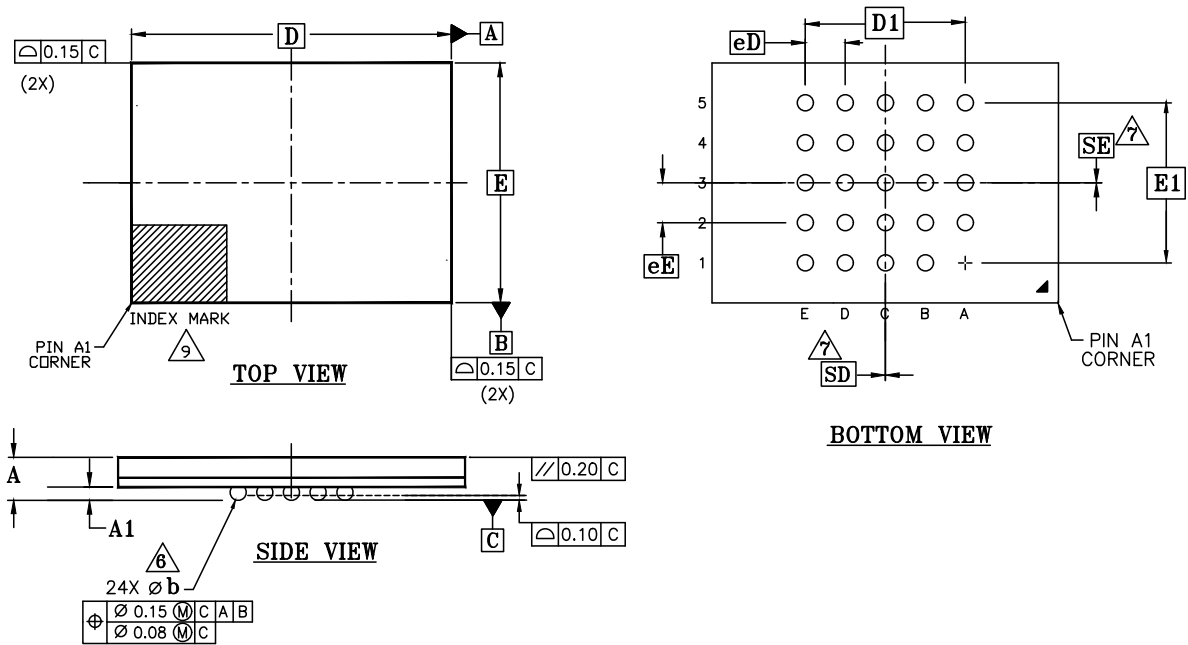 D
A
⌓ 0.15 C
(2X)
E
INDEX MARK
9
PIN A1
CORNER
B
⌓ 0.15 C
(2X)
TOP VIEW
D1
eD
5
4
3
2
1
7
SE
E1
eE
E D C B A
7
SD
PIN A1
CORNER
BOTTOM VIEW
A
A1
// 0.20 C
C
⌓ 0.10 C
6
24X Ø b
SIDE VIEW
⌖ Ø 0.15 Ⓜ C A B
Ø 0.08 Ⓜ C